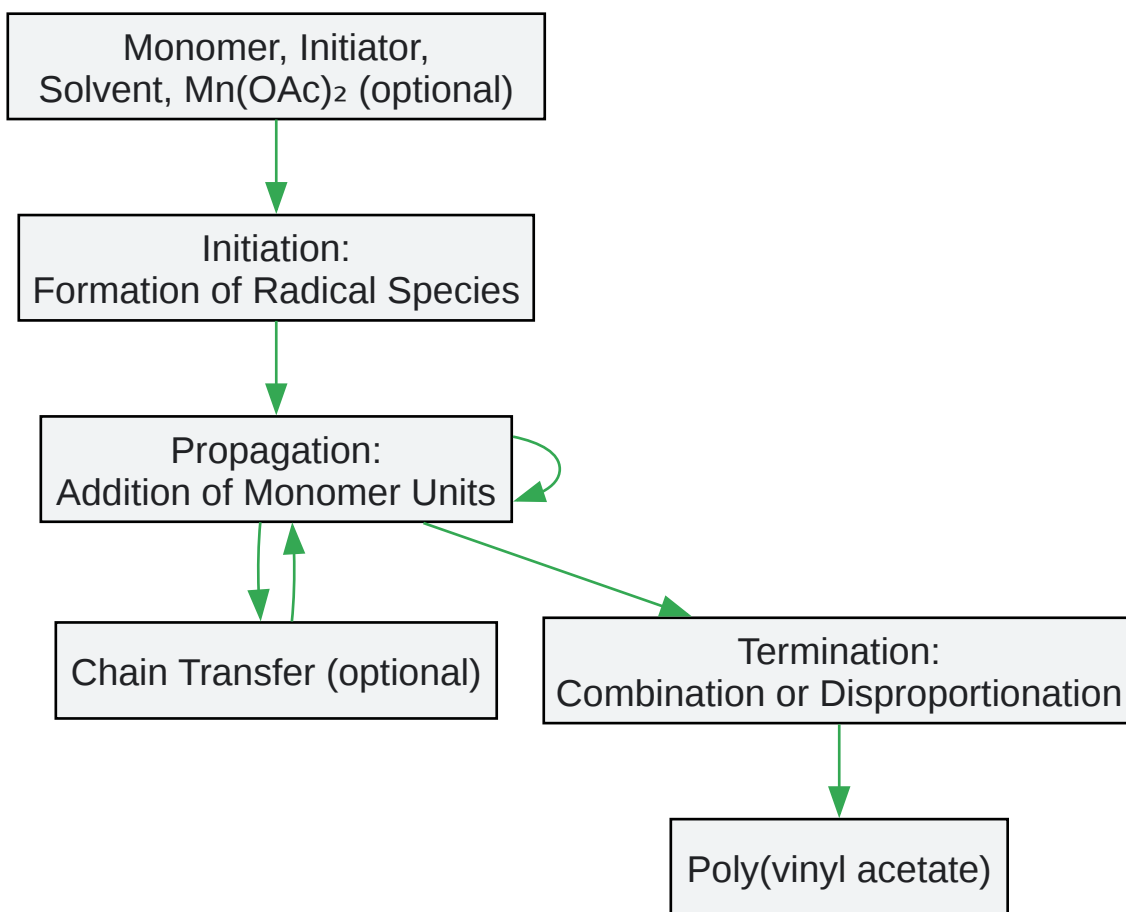 Monomer, Initiator,
Solvent, Mn(OAc)₂ (optional)
Initiation:
Formation of Radical Species
Propagation:
Addition of Monomer Units
Chain Transfer (optional)
Termination:
Combination or Disproportionation
Poly(vinyl acetate)